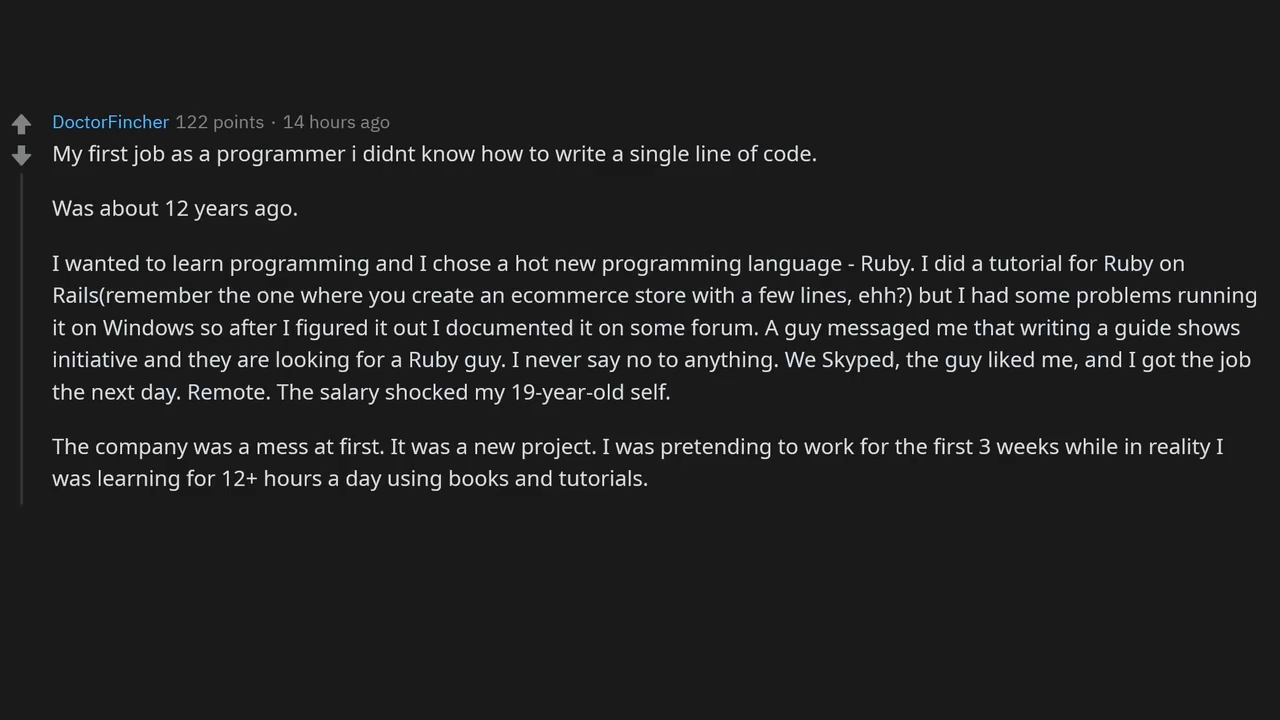 DoctorFincher 122 points · 14 hours ago
My first job as a programmer i didnt know how to write a single line of code.
Was about 12 years ago.
I wanted to learn programming and I chose a hot new programming language - Ruby. I did a tutorial for Ruby on
Rails(remember the one where you create an ecommerce store with a few lines, ehh?) but I had some problems running
it on Windows so after I figured it out I documented it on some forum. A guy messaged me that writing a guide shows
initiative and they are looking for a Ruby guy. I never say no to anything. We Skyped, the guy liked me, and I got the job
the next day. Remote. The salary shocked my 19-year-old self.
The company was a mess at first. It was a new project. I was pretending to work for the first 3 weeks while in reality I
was learning for 12+ hours a day using books and tutorials.